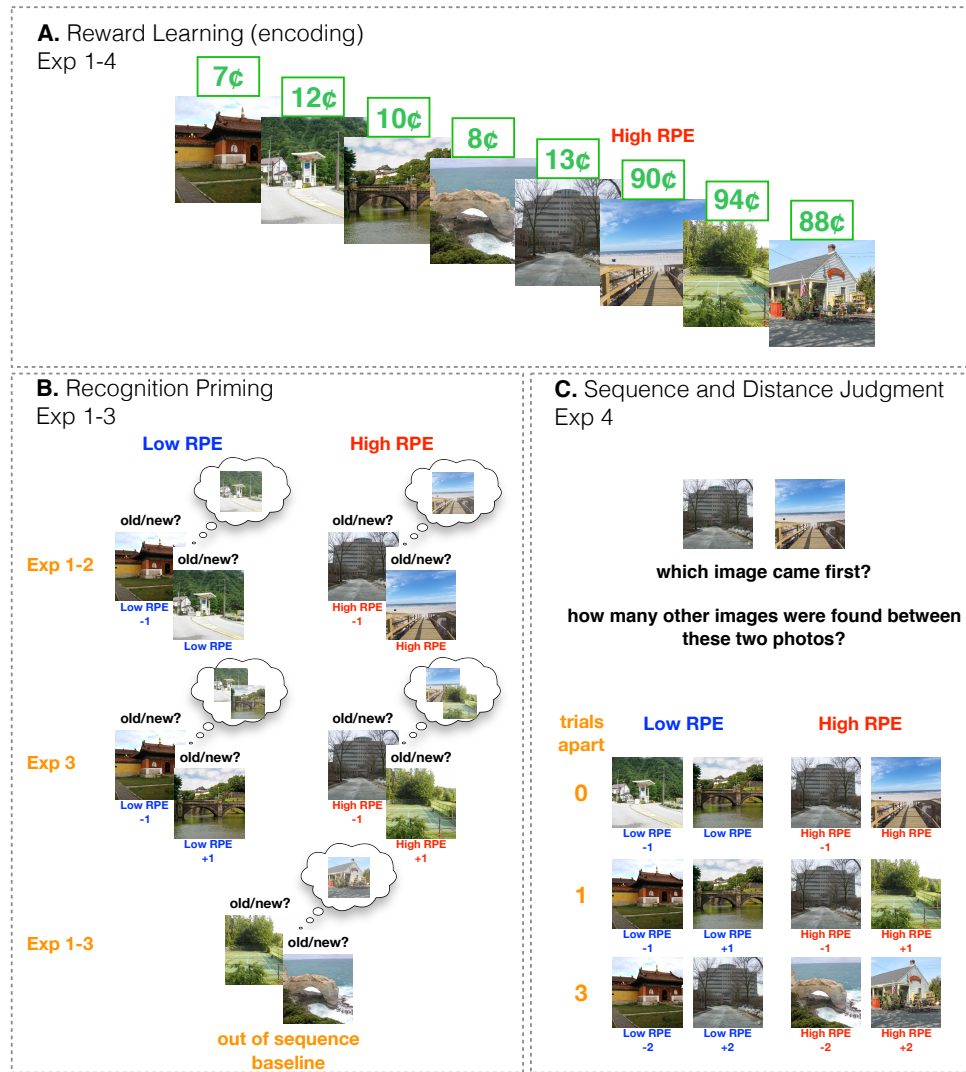 A. Reward Learning (encoding)
Exp 1-4
7¢
12¢
10¢
8¢
13¢
High RPE
90¢
94¢
88¢
B. Recognition Priming
Exp 1-3
Low RPE
High RPE
Exp 1-2
old/new?
old/new?
Low RPE
-1
Low RPE
old/new?
old/new?
High RPE
-1
High RPE
Exp 3
old/new?
old/new?
Low RPE
-1
Low RPE
+1
old/new?
old/new?
High RPE
-1
High RPE
+1
Exp 1-3
old/new?
old/new?
out of sequence
baseline
C. Sequence and Distance Judgment
Exp 4
which image came first?
how many other images were found between
these two photos?
trials
apart
Low RPE
High RPE
0
Low RPE
-1
Low RPE
High RPE
-1
High RPE
1
Low RPE
-1
Low RPE
+1
High RPE
-1
High RPE
+1
3
Low RPE
-2
Low RPE
+2
High RPE
-2
High RPE
+2